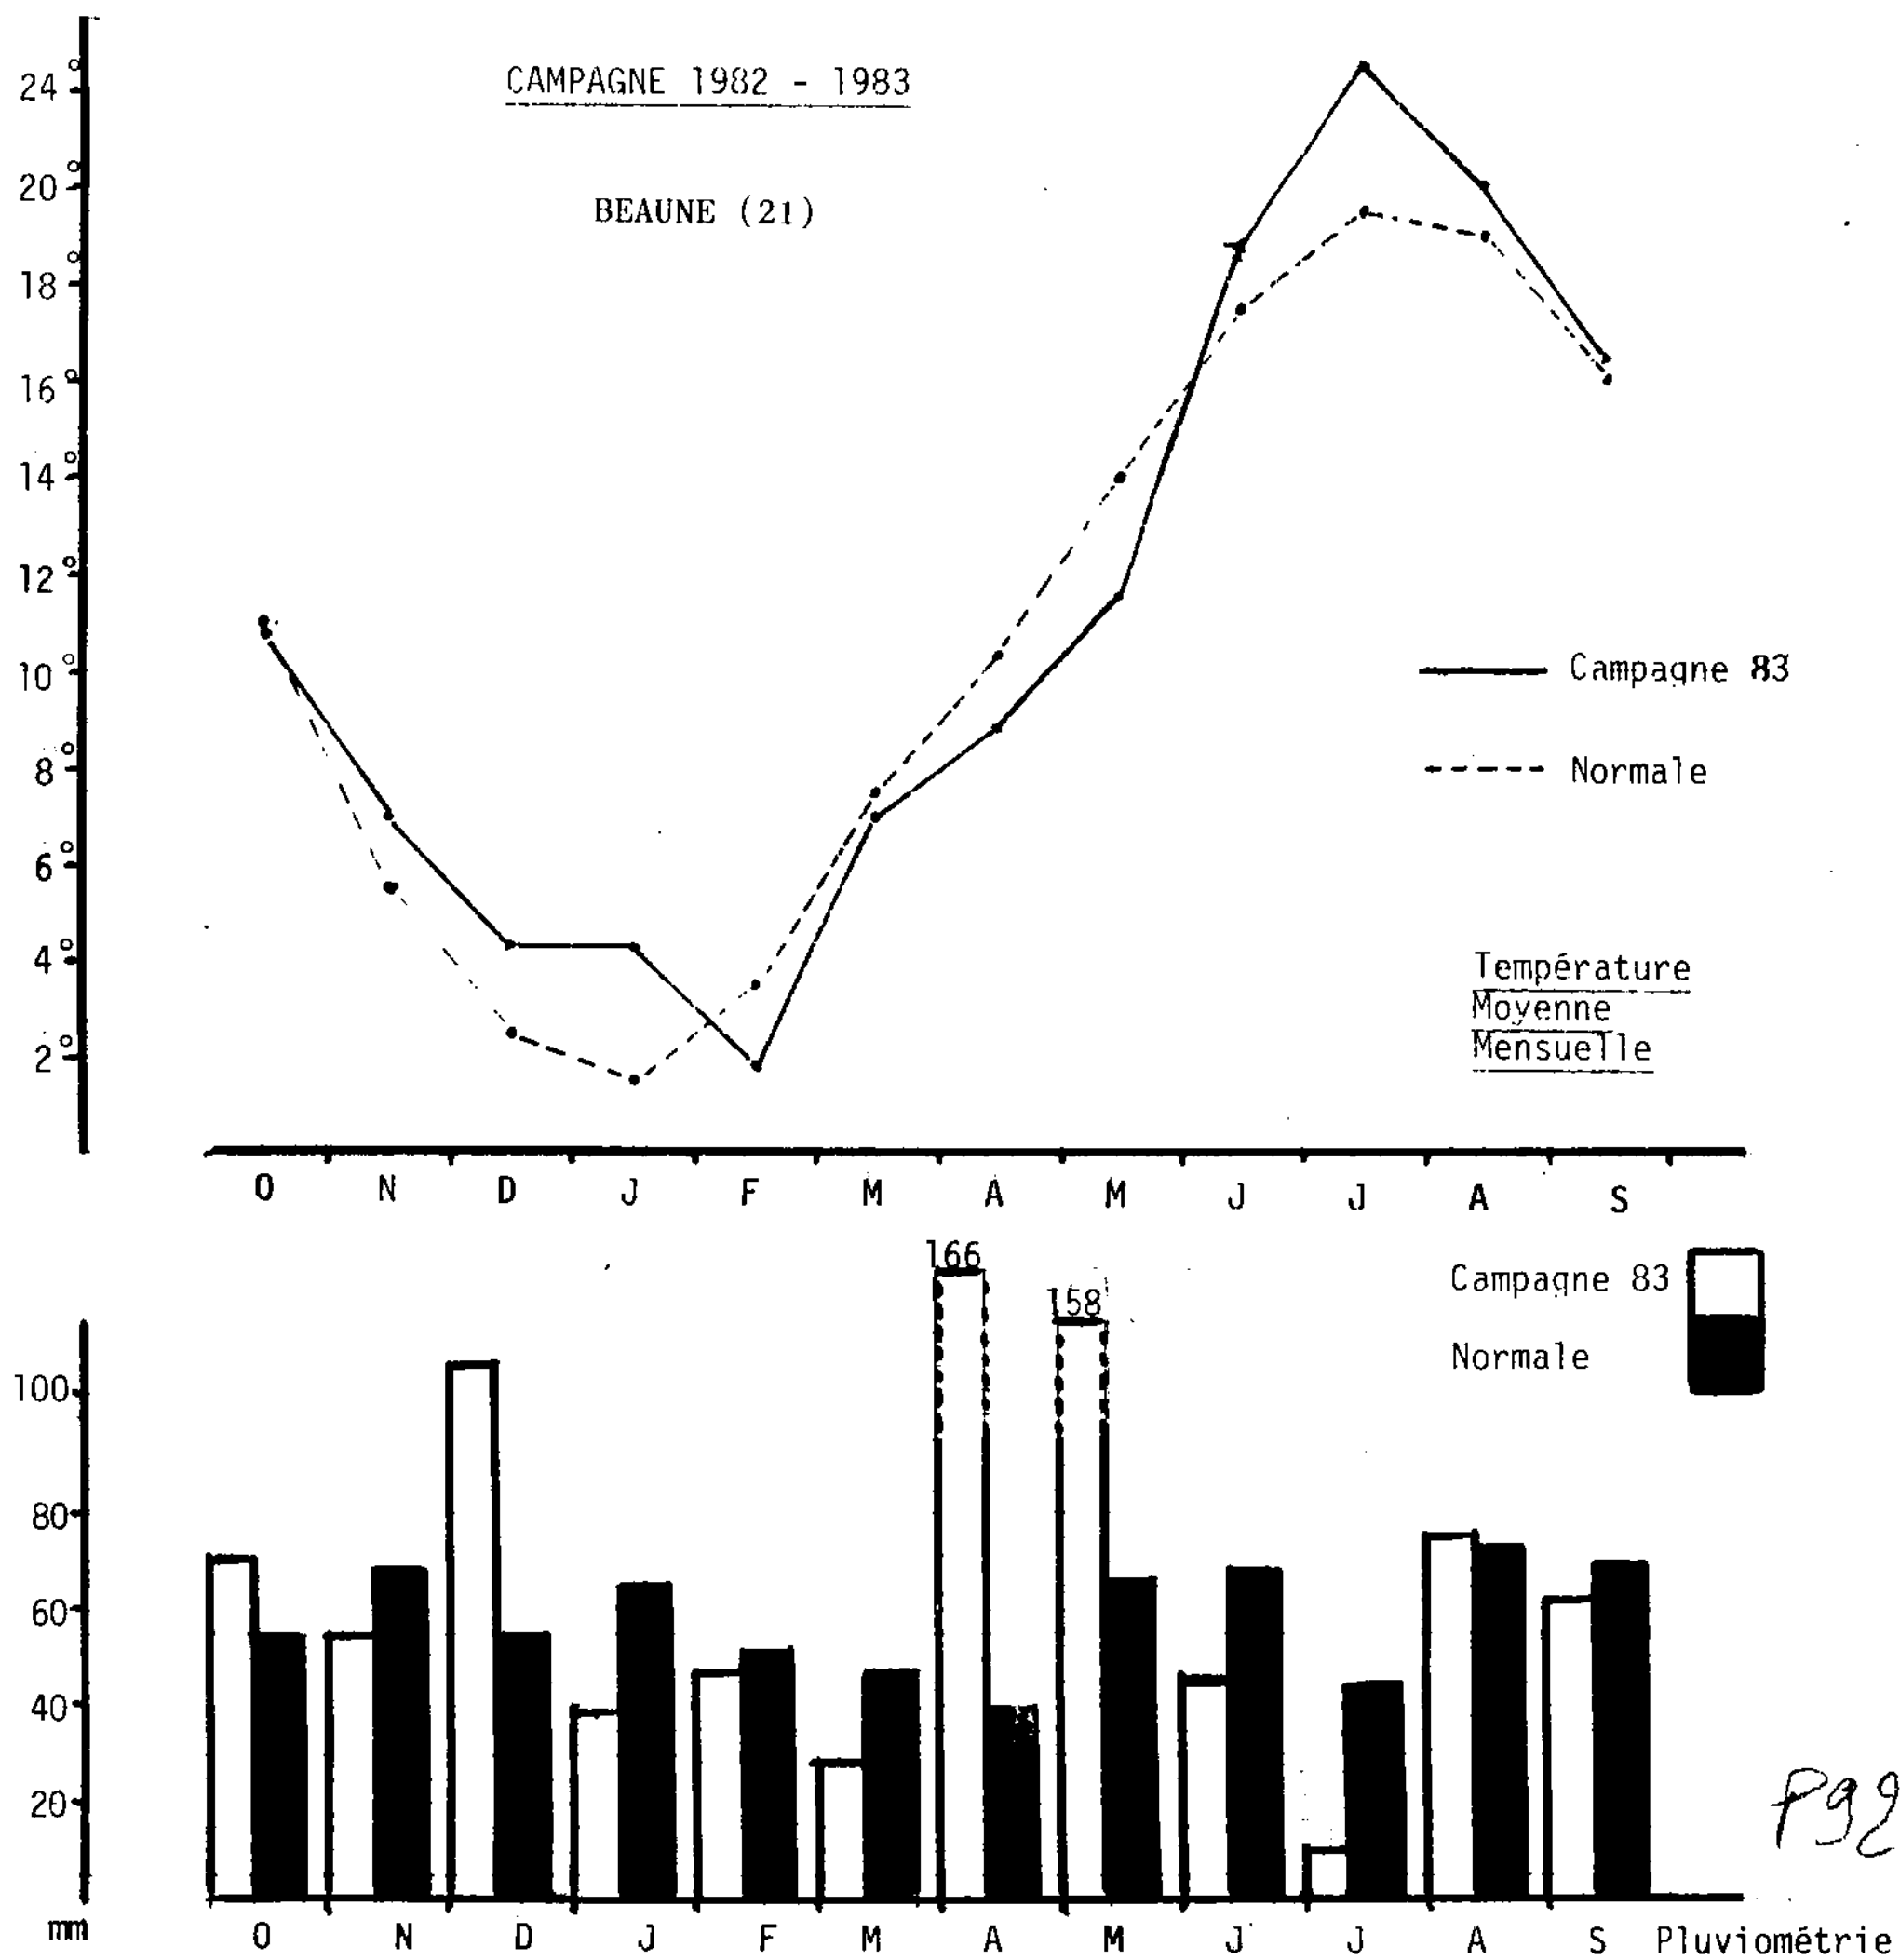 CAMPAGNE 1982 - 1983
BEAUNE (21)
24°
20°
18°
16°
14°
12°
10°
8°
6°
4°
2°
Campagne 83
Normale
Température
Moyenne
Mensuelle
O N D J F M A M J J A S
166
158
Campagne 83
Normale
100
80
60
40
20
mm O N D J F M A M J J A S Pluviométrie